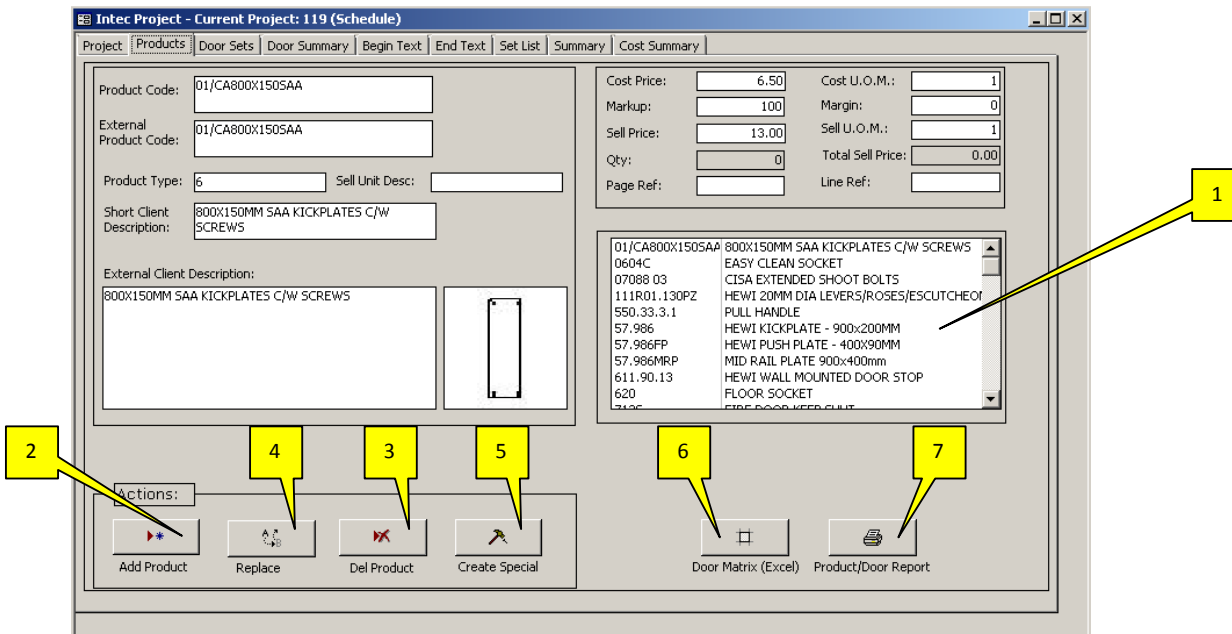 Intec Project - Current Project: 119 (Schedule)
Project Products Door Sets Door Summary Begin Text End Text Set List Summary Cost Summary
Product Code: 01/CA800X150SAA
External
Product Code: 01/CA800X150SAA
Product Type: 6 Sell Unit Desc:
Short Client
Description: 800X150MM SAA KICKPLATES C/W
SCREWS
External Client Description:
800X150MM SAA KICKPLATES C/W SCREWS
Cost Price: 6.50 Cost U.O.M.: 1
Markup: 100 Margin: 0
Sell Price: 13.00 Sell U.O.M.: 1
Qty: 0 Total Sell Price: 0.00
Page Ref: Line Ref:
1
01/CA800X150SAA 800X150MM SAA KICKPLATES C/W SCREWS
0604C EASY CLEAN SOCKET
07088 03 CISA EXTENDED SHOOT BOLTS
111R01.130PZ HEWI 20MM DIA LEVERS/ROSES/ESCUTCHEON
550.33.3.1 PULL HANDLE
57.986 HEWI KICKPLATE - 900x200MM
57.986FP HEWI PUSH PLATE - 400X90MM
57.986MRP MID RAIL PLATE 900x400mm
611.90.13 HEWI WALL MOUNTED DOOR STOP
620 FLOOR SOCKET
FIRE DOOR KEEP SHUT
2 4 3 5 6 7
Actions:
A B
Add Product Replace Del Product Create Special Door Matrix (Excel) Product/Door Report